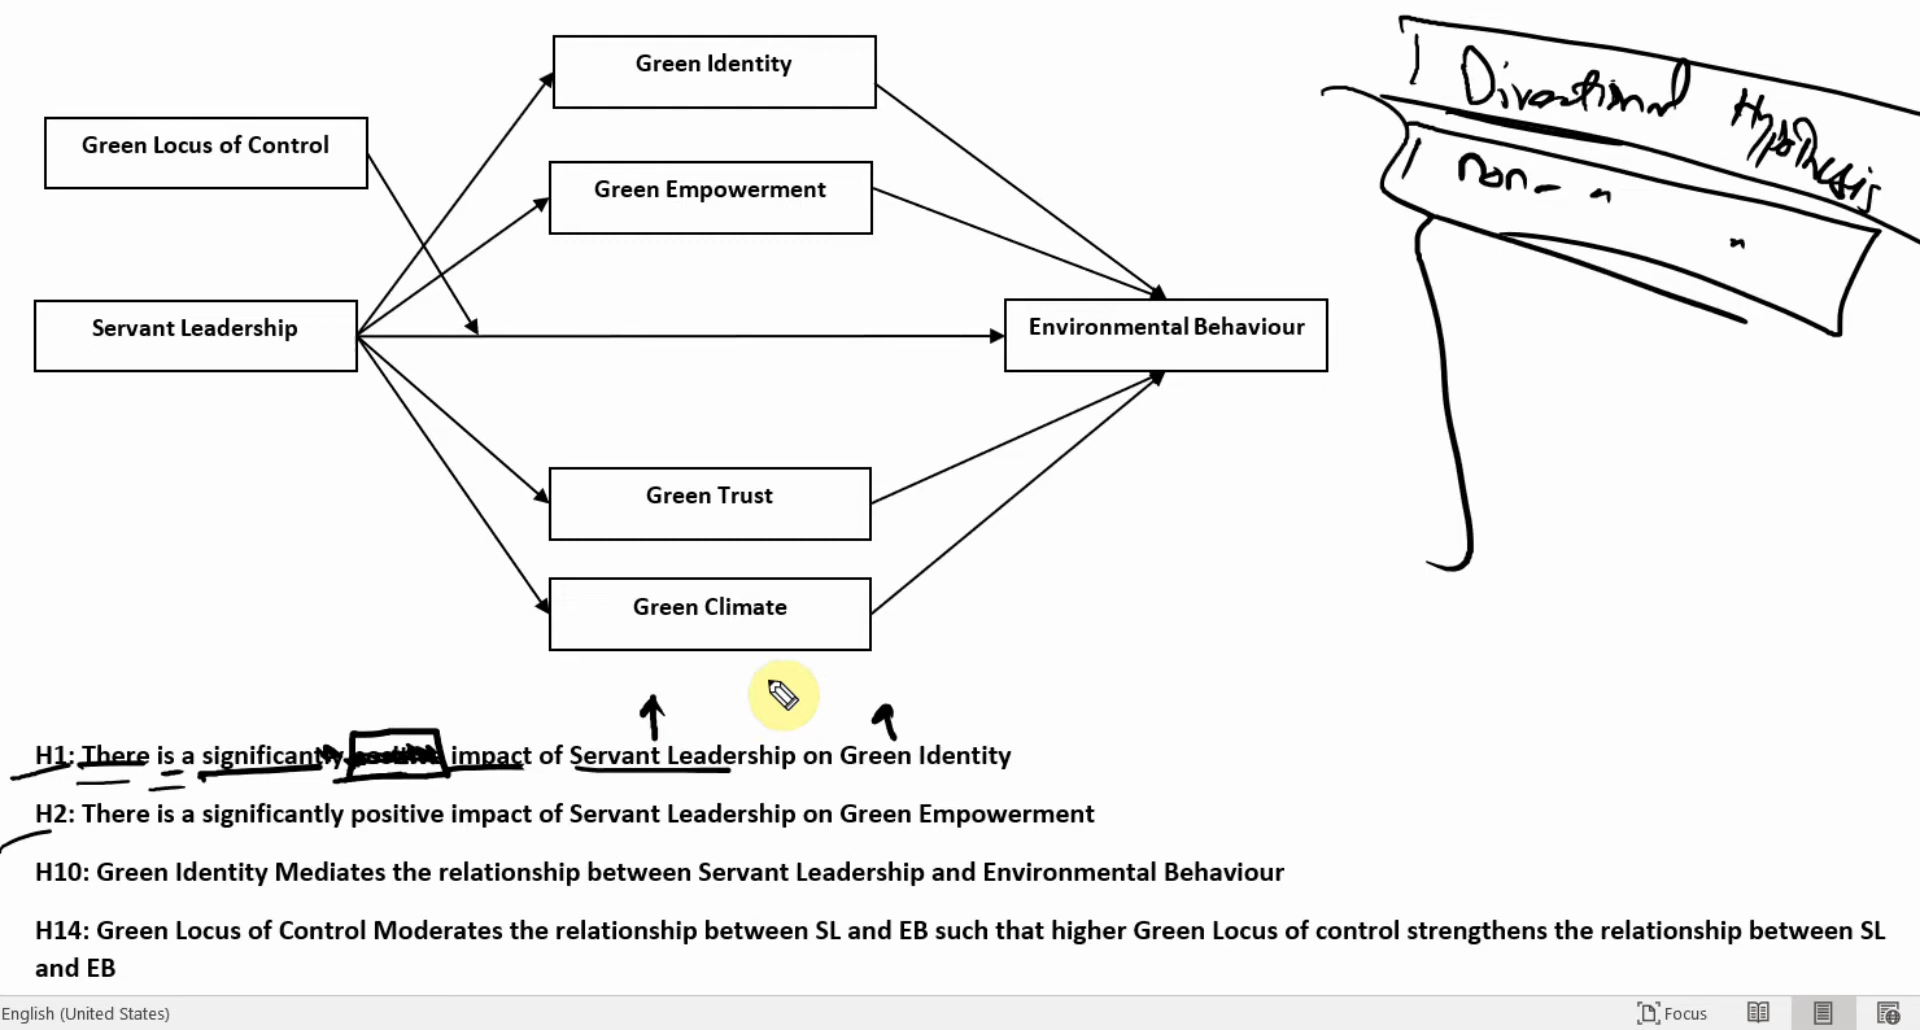 Green Identity
Directional Hypothesis
Green Locus of Control
non- " "
Green Empowerment
Servant Leadership
Environmental Behaviour
Green Trust
Green Climate
H1: There is a significantly impact of Servant Leadership on Green Identity
H2: There is a significantly positive impact of Servant Leadership on Green Empowerment
H10: Green Identity Mediates the relationship between Servant Leadership and Environmental Behaviour
H14: Green Locus of Control Moderates the relationship between SL and EB such that higher Green Locus of control strengthens the relationship between SL
and EB
English (United States)
Focus